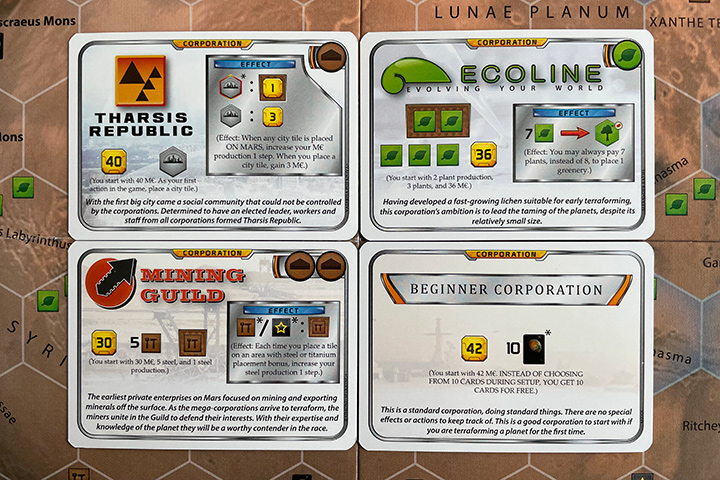 scraeus Mons
LUNAE PLANUM
XANTHE TE
CORPORATION
THARSIS
REPUBLIC
EFFECT
* : 1
: 3
40
(Effect: When any city tile is placed
ON MARS, increase your M€
production 1 step. When you place
a city tile, gain 3 M€.)
(You start with 40 M€. As your first
action in the game, place a city tile.)
With the first big city came a social community that could not be controlled
by the corporations. Determined to have an elected leader, workers and
staff from all corporations formed Tharsis Republic.
CORPORATION
ECOLINE
EVOLVING YOUR WORLD
EFFECT
7
36
(Effect: You may always pay 7
plants, instead of 8, to place 1
greenery.)
(You start with 2 plant production,
3 plants, and 36 M€.)
Having developed a fast-growing lichen suitable for early terraforming,
this corporation's ambition is to lead the taming of the planets, despite its
relatively small size.
Mons
nasma
s Labyrinthus
CORPORATION
MINING
GUILD
EFFECT
* / * :
30 5
(You start with 30 M€, 5 steel, and 1 steel
production.)
(Effect: Each time you place a tile
on an area with steel or titanium
placement bonus, increase your
steel production 1 step.)
The earliest private enterprises on Mars focused on mining and exporting
minerals off the surface. As the mega-corporations arrive to terraform, the
miners unite in the Guild to defend their interests. With their expertise and
knowledge of the planet they will be a worthy contender in the race.
CORPORATION
BEGINNER CORPORATION
42 10 *
(You start with 42 M€. INSTEAD OF CHOOSING
FROM 10 CARDS DURING SETUP, YOU GET 10
CARDS FOR FREE.)
This is a standard corporation, doing standard things. There are no special
effects or actions to keep track of. This is a good corporation to start with if
you are terraforming a planet for the first time.
Ga
SYRI
hasma
ssae
Ritchey